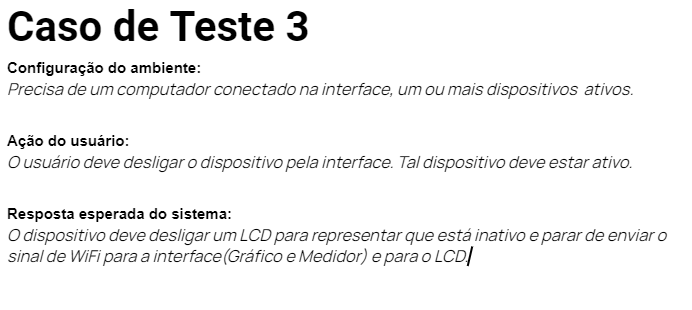 Caso de Teste 3
Configuração do ambiente:
Precisa de um computador conectado na interface, um ou mais dispositivos  ativos.
Ação do usuário:
O usuário deve desligar o dispositivo pela interface. Tal dispositivo deve estar ativo.
Resposta esperada do sistema:
O dispositivo deve desligar um LCD para representar que está inativo e parar de enviar o
sinal de WiFi para a interface(Gráfico e Medidor) e para o LCD.